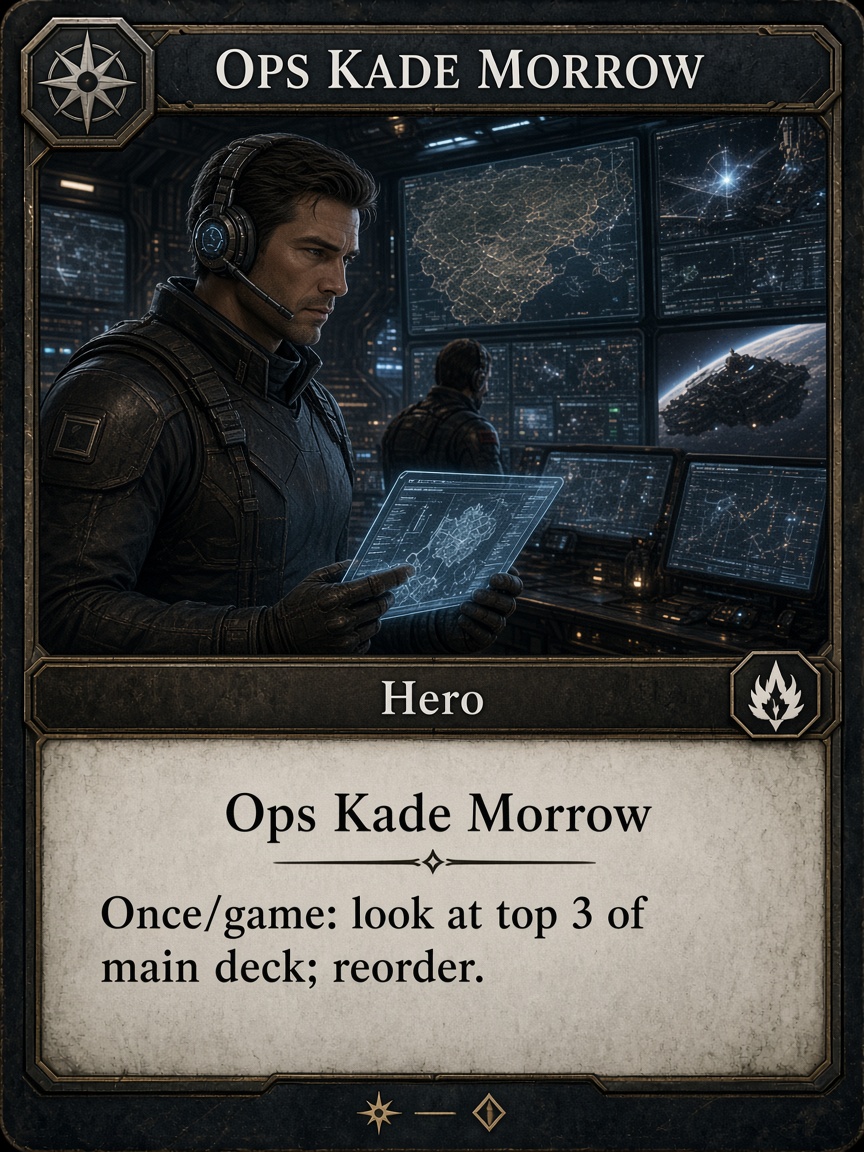 Ops Kade Morrow
Hero
Ops Kade Morrow
Once/game: look at top 3 of
main deck; reorder.